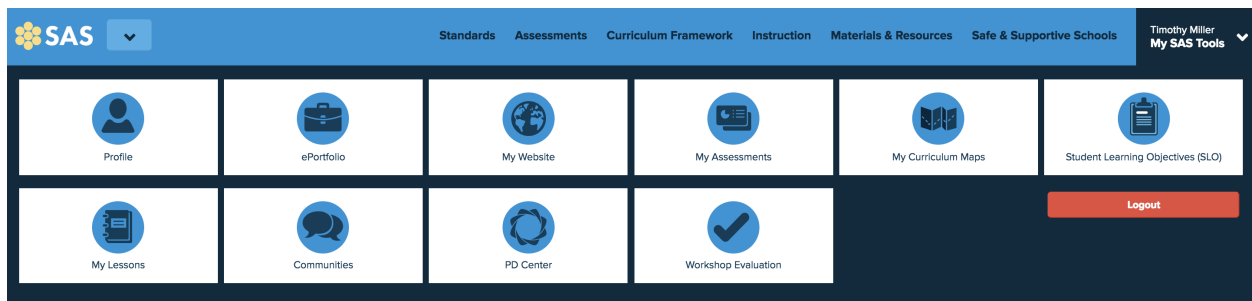 SAS
Standards Assessments Curriculum Framework Instruction Materials & Resources Safe & Supportive Schools
Timothy Miller
My SAS Tools
Profile
ePortfolio
My Website
My Assessments
My Curriculum Maps
Student Learning Objectives (SLO)
My Lessons
Communities
PD Center
Workshop Evaluation
Logout